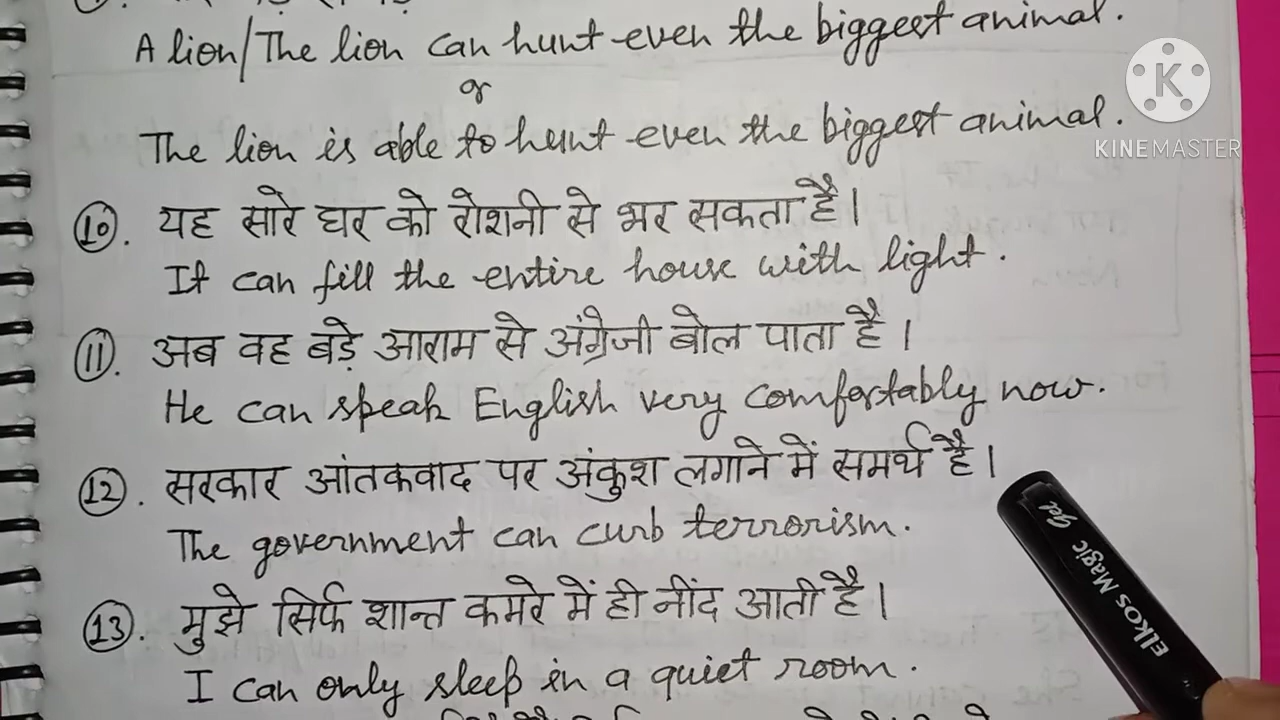 A lion/The lion can hunt even the biggest animal.
or
The lion is able to hunt even the biggest animal.
KINEMASTER
10. यह सारे घर को रोशनी से भर सकता है।
It can fill the entire house with light.
11. अब वह बड़े आराम से अंग्रेजी बोल पाता है।
He can speak English very comfortably now.
12. सरकार आंतकवाद पर अंकुश लगाने में समर्थ है।
The government can curb terrorism.
Elkos Magic gel
13. मुझे सिर्फ शान्त कमरे में ही नींद आती है।
I can only sleep in a quiet room.